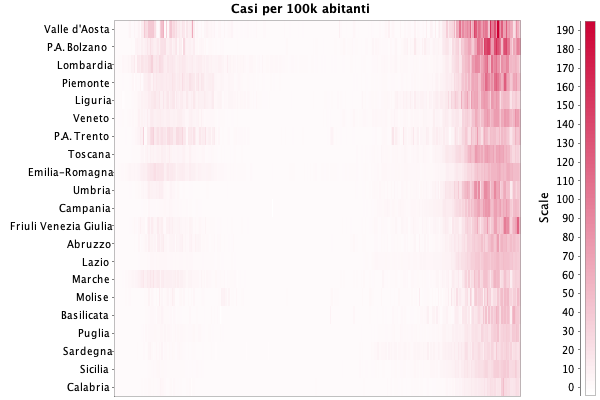 Casi per 100k abitanti
Valle d'Aosta
P.A. Bolzano
Lombardia
Piemonte
Liguria
Veneto
P.A. Trento
Toscana
Emilia-Romagna
Umbria
Campania
Friuli Venezia Giulia
Abruzzo
Lazio
Marche
Molise
Basilicata
Puglia
Sardegna
Sicilia
Calabria
Scale
190
180
170
160
150
140
130
120
110
100
90
80
70
60
50
40
30
20
10
0